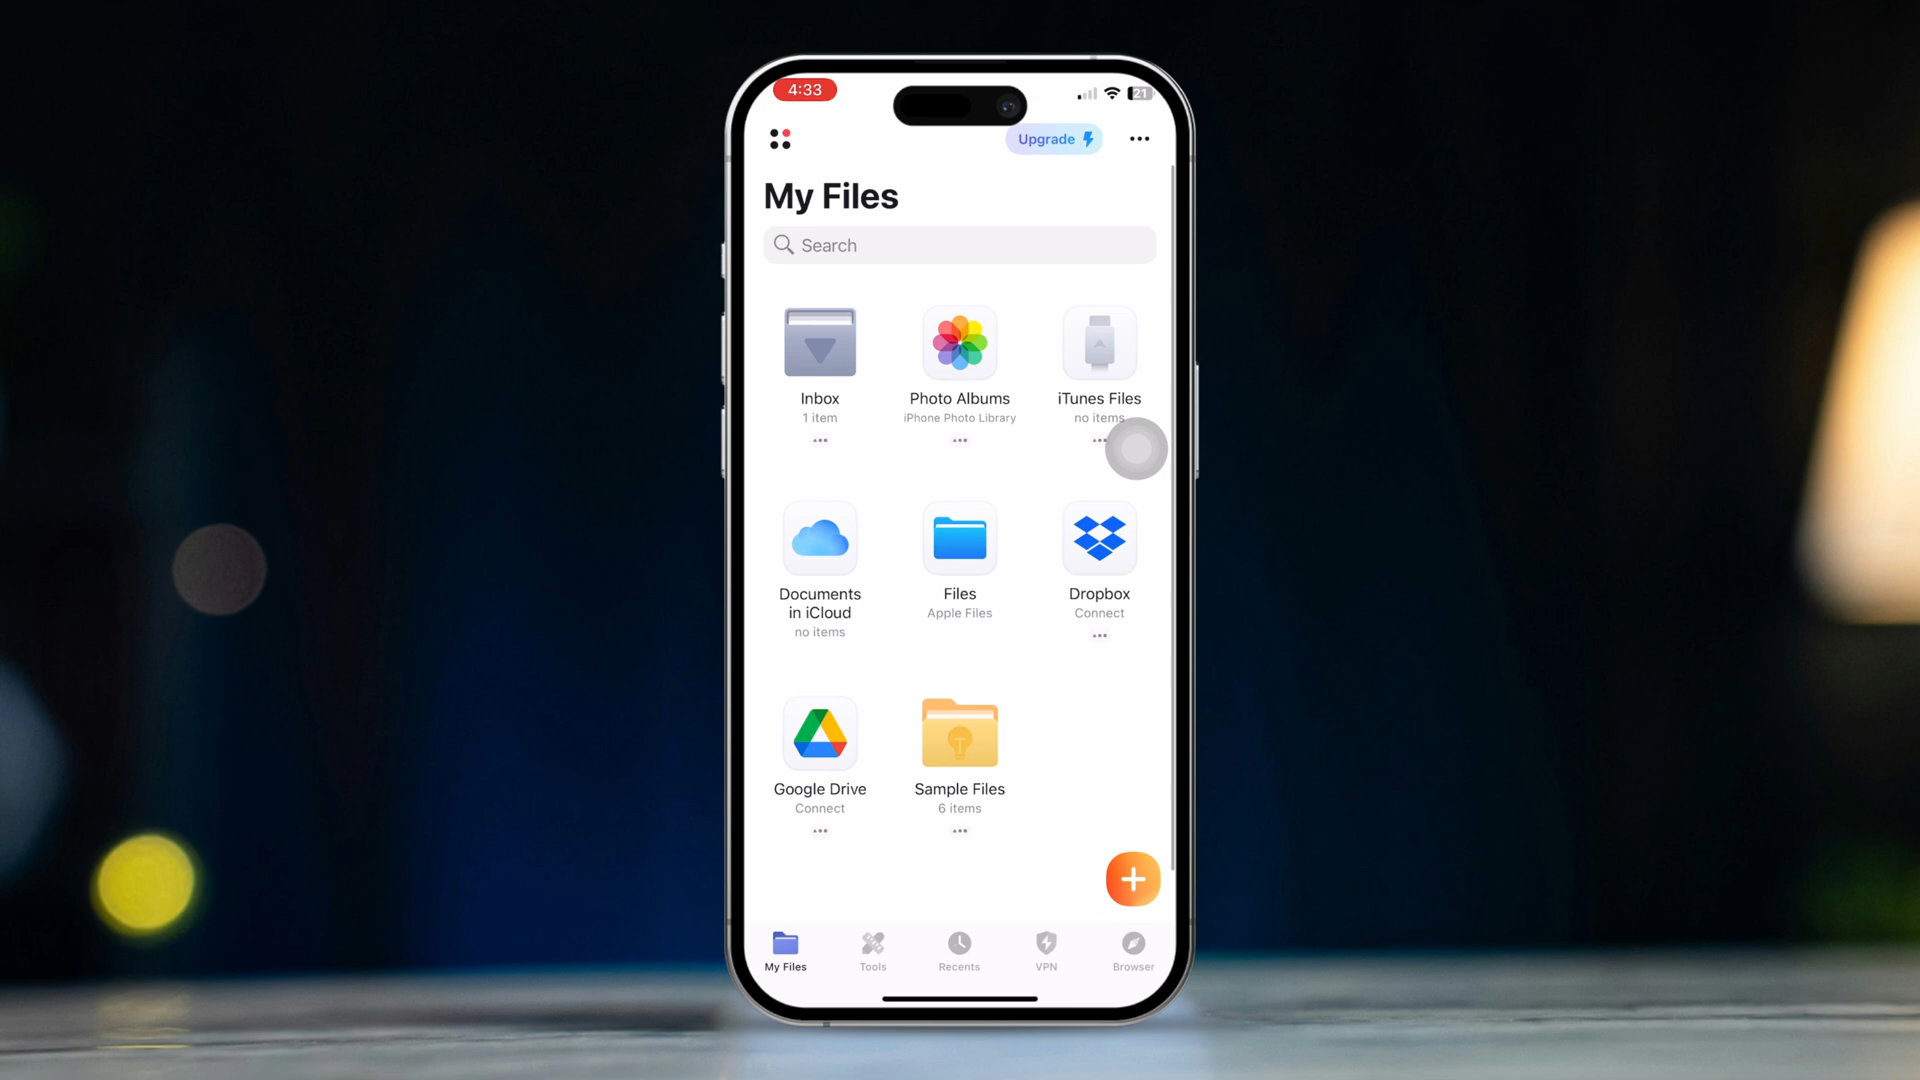 4:33
21
Upgrade
My Files
Search
Inbox
1 item
Photo Albums
iPhone Photo Library
iTunes Files
no items
Documents
in iCloud
no items
Files
Apple Files
Dropbox
Connect
Google Drive
Connect
Sample Files
6 items
My Files
Tools
Recents
VPN
Browser